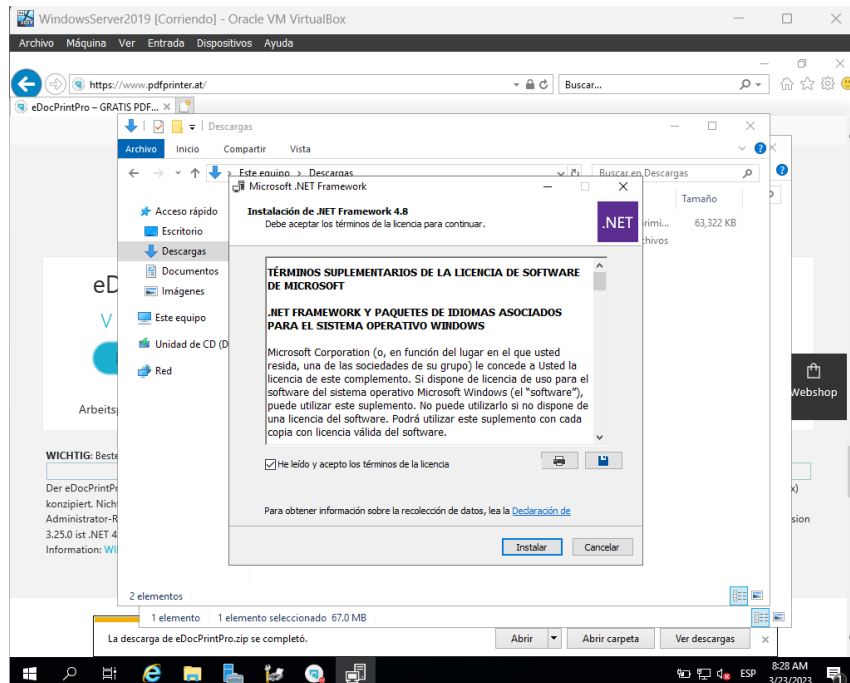 WindowsServer2019 [Corriendo] - Oracle VM VirtualBox
Archivo Máquina Ver Entrada Dispositivos Ayuda
https://www.pdfprinter.at/
Buscar...
eDocPrintPro – GRATIS PDF...
Descargas
Archivo Inicio Compartir Vista
Este equipo > Descargas
Buscar en Descargas
Microsoft .NET Framework
Tamaño
Instalación de .NET Framework 4.8
Debe aceptar los términos de la licencia para continuar.
.NET
63,322 KB
Acceso rápido
Escritorio
Descargas
Documentos
Imágenes
Este equipo
Unidad de CD (D
Red
TÉRMINOS SUPLEMENTARIOS DE LA LICENCIA DE SOFTWARE
DE MICROSOFT
.NET FRAMEWORK Y PAQUETES DE IDIOMAS ASOCIADOS
PARA EL SISTEMA OPERATIVO WINDOWS
Microsoft Corporation (o, en función del lugar en el que usted
resida, una de las sociedades de su grupo) le concede a Usted la
licencia de este complemento. Si dispone de licencia de uso para el
software del sistema operativo Microsoft Windows (el "software"),
puede utilizar este suplemento. No puede utilizarlo si no dispone de
una licencia del software. Podrá utilizar este suplemento con cada
copia con licencia válida del software.
He leído y acepto los términos de la licencia
Para obtener información sobre la recolección de datos, lea la Declaración de
Instalar Cancelar
eD
V
Arbeits
Webshop
WICHTIG: Beste
Der eDocPrintPr
x)
konzipiert. Nich
Administrator-R
sion
3.25.0 ist .NET 4
Information: WI
2 elementos
1 elemento 1 elemento seleccionado 67.0 MB
La descarga de eDocPrintPro.zip se completó.
Abrir Abrir carpeta Ver descargas
ESP
8:28 AM
3/23/2023